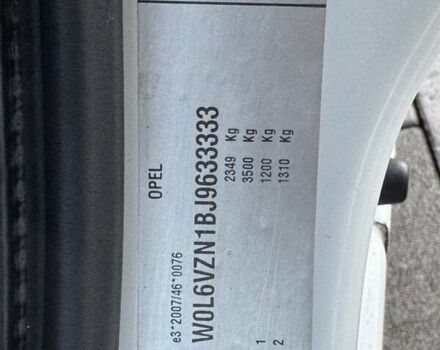 OPEL
e3*2007/46*0076
W0L6VZN1BJ9633333
2349 Kg
3500 Kg
1 1200 Kg
2 1310 Kg